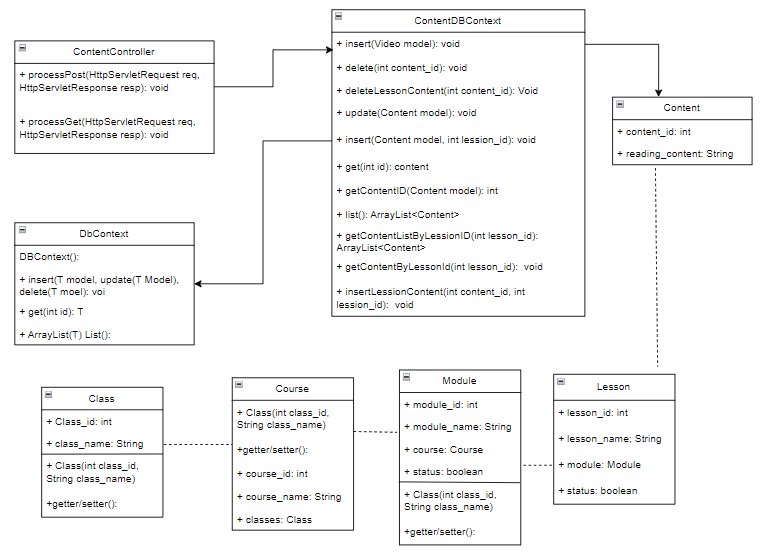 ContentController
+ processPost(HttpServletRequest req,
HttpServletResponse resp): void
+ processGet(HttpServletRequest req,
HttpServletResponse resp): void
ContentDBContext
+ insert(Video model): void
+ delete(int content_id): void
+ deleteLessonContent(int content_id): Void
+ update(Content model): void
+ insert(Content model, int lession_id): void
+ get(int id): content
+ getContentID(Content model): int
+ list(): ArrayList<Content>
+ getContentListByLessionID(int lesson_id):
ArrayList<Content>
+ getContentByLessonId(int lesson_id): void
+ insertLessionContent(int content_id, int
lession_id): void
Content
+ content_id: int
+ reading_content: String
DbContext
DBContext():
+ insert(T model, update(T Model),
delete(T moel): voi
+ get(int id): T
+ ArrayList(T) List():
Class
+ Class_id: int
+ class_name: String
+ Class(int class_id,
String class_name)
+getter/setter():
Course
+ Class(int class_id,
String class_name)
+getter/setter():
+ course_id: int
+ course_name: String
+ classes: Class
Module
+ module_id: int
+ module_name: String
+ course: Course
+ status: boolean
+ Class(int class_id,
String class_name)
+getter/setter():
Lesson
+ lesson_id: int
+ lesson_name; String
+ module: Module
+ status: boolean